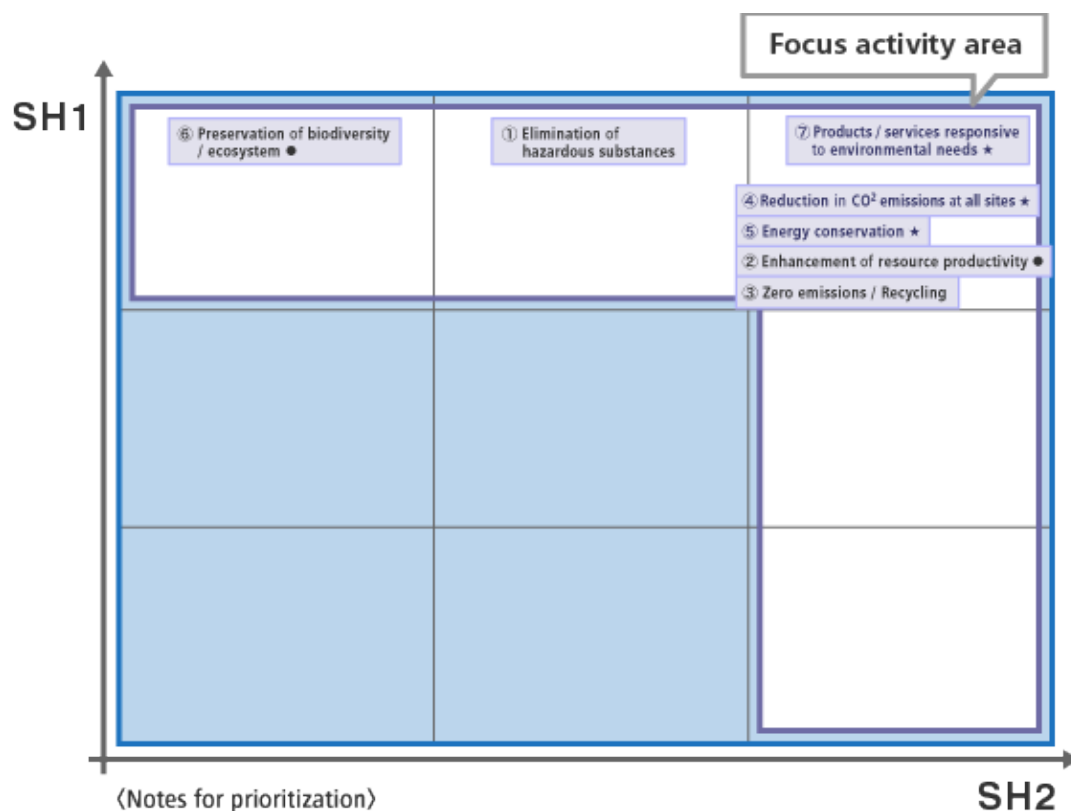 Focus activity area
SH1
⑥ Preservation of biodiversity
/ ecosystem ●
① Elimination of
hazardous substances
⑦ Products / services responsive
to environmental needs ★
④ Reduction in CO² emissions at all sites ★
⑤ Energy conservation ★
② Enhancement of resource productivity ●
③ Zero emissions / Recycling
SH2
〈Notes for prioritization〉